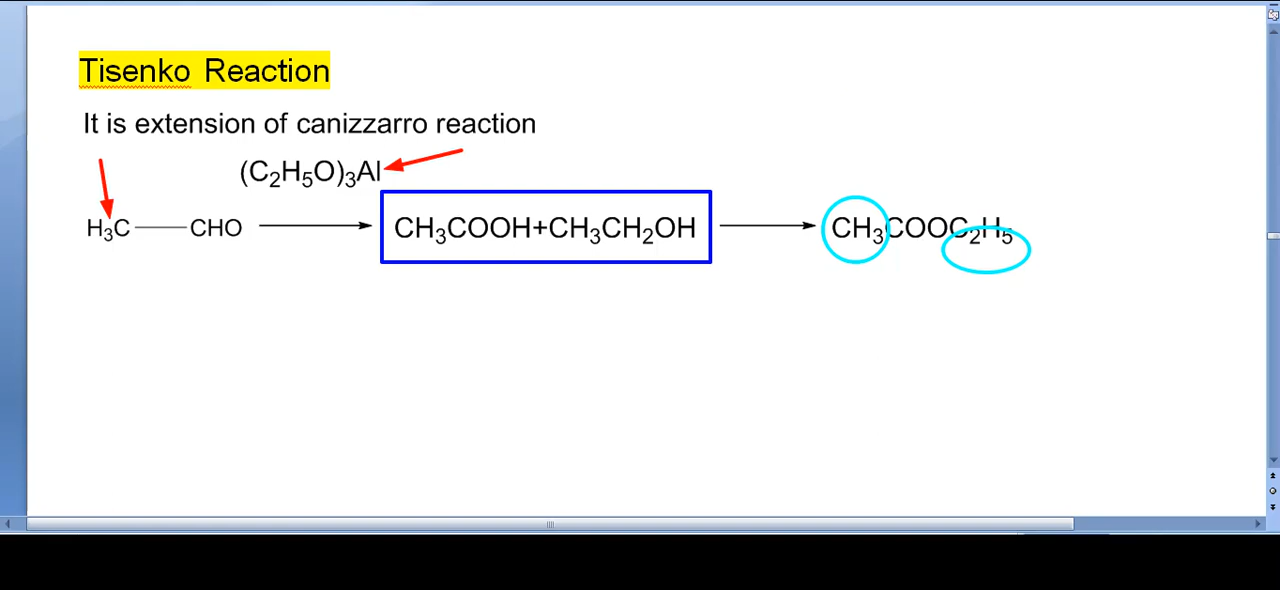 Tisenko Reaction
It is extension of canizzarro reaction
(C2H5O)3Al
H3C CHO CH3COOH+CH3CH2OH CH3COOC2H5